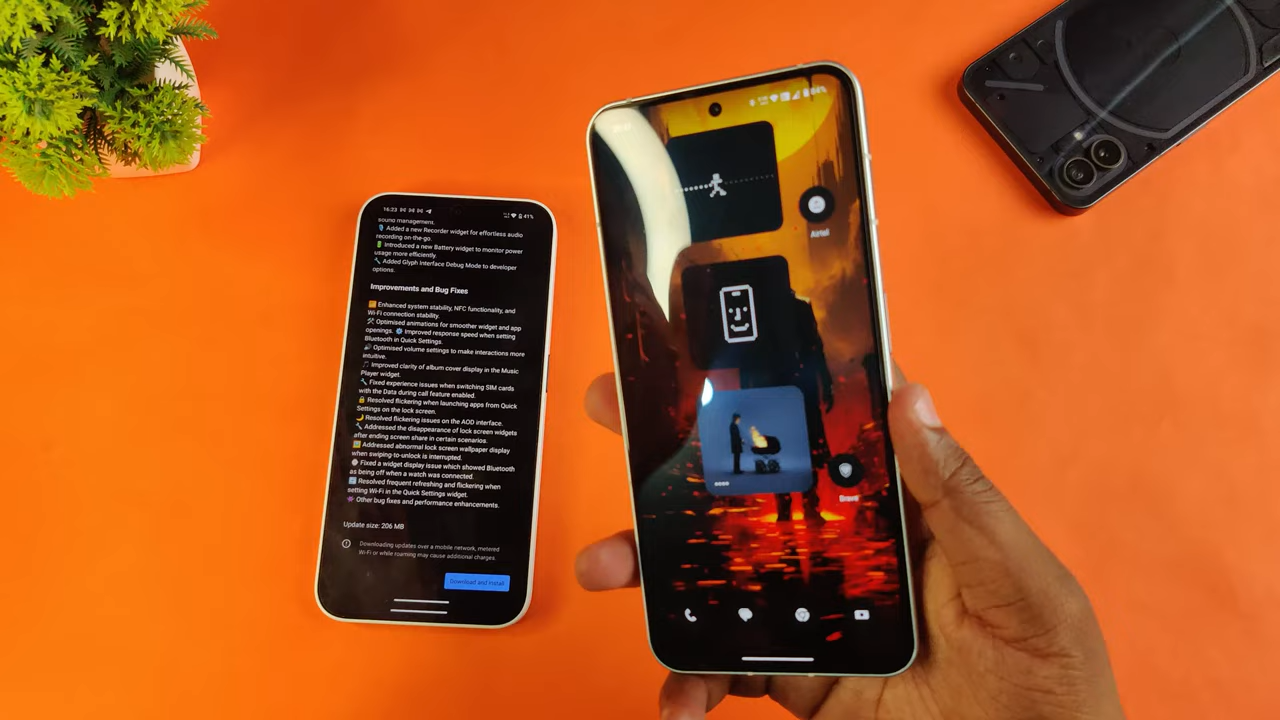 16:23
41%
sound management.
🎙️ Added a new Recorder widget for effortless audio
recording on-the-go.
🔋 Introduced a new Battery widget to monitor power
usage more efficiently.
🔧 Added Glyph Interface Debug Mode to developer
options.
Improvements and Bug Fixes
📶 Enhanced system stability, NFC functionality, and
Wi-Fi connection stability.
🛠️ Optimised animations for smoother widget and app
openings. ⚙️ Improved response speed when setting
Bluetooth in Quick Settings.
🔊 Optimised volume settings to make interactions more
intuitive.
🎵 Improved clarity of album cover display in the Music
Player widget.
🔧 Fixed experience issues when switching SIM cards
with the Data during call feature enabled.
🔒 Resolved flickering when launching apps from Quick
Settings on the lock screen.
🌙 Resolved flickering issues on the AOD interface.
🔧 Addressed the disappearance of lock screen widgets
after ending screen share in certain scenarios.
🖼️ Addressed abnormal lock screen wallpaper display
when swiping-to-unlock is interrupted.
⌚ Fixed a widget display issue which showed Bluetooth
as being off when a watch was connected.
🔄 Resolved frequent refreshing and flickering when
setting Wi-Fi in the Quick Settings widget.
👾 Other bug fixes and performance enhancements.
Update size: 206 MB
Downloading updates over a mobile network, metered
Wi-Fi or while roaming may cause additional charges.
Download and install
Airtel
Brave